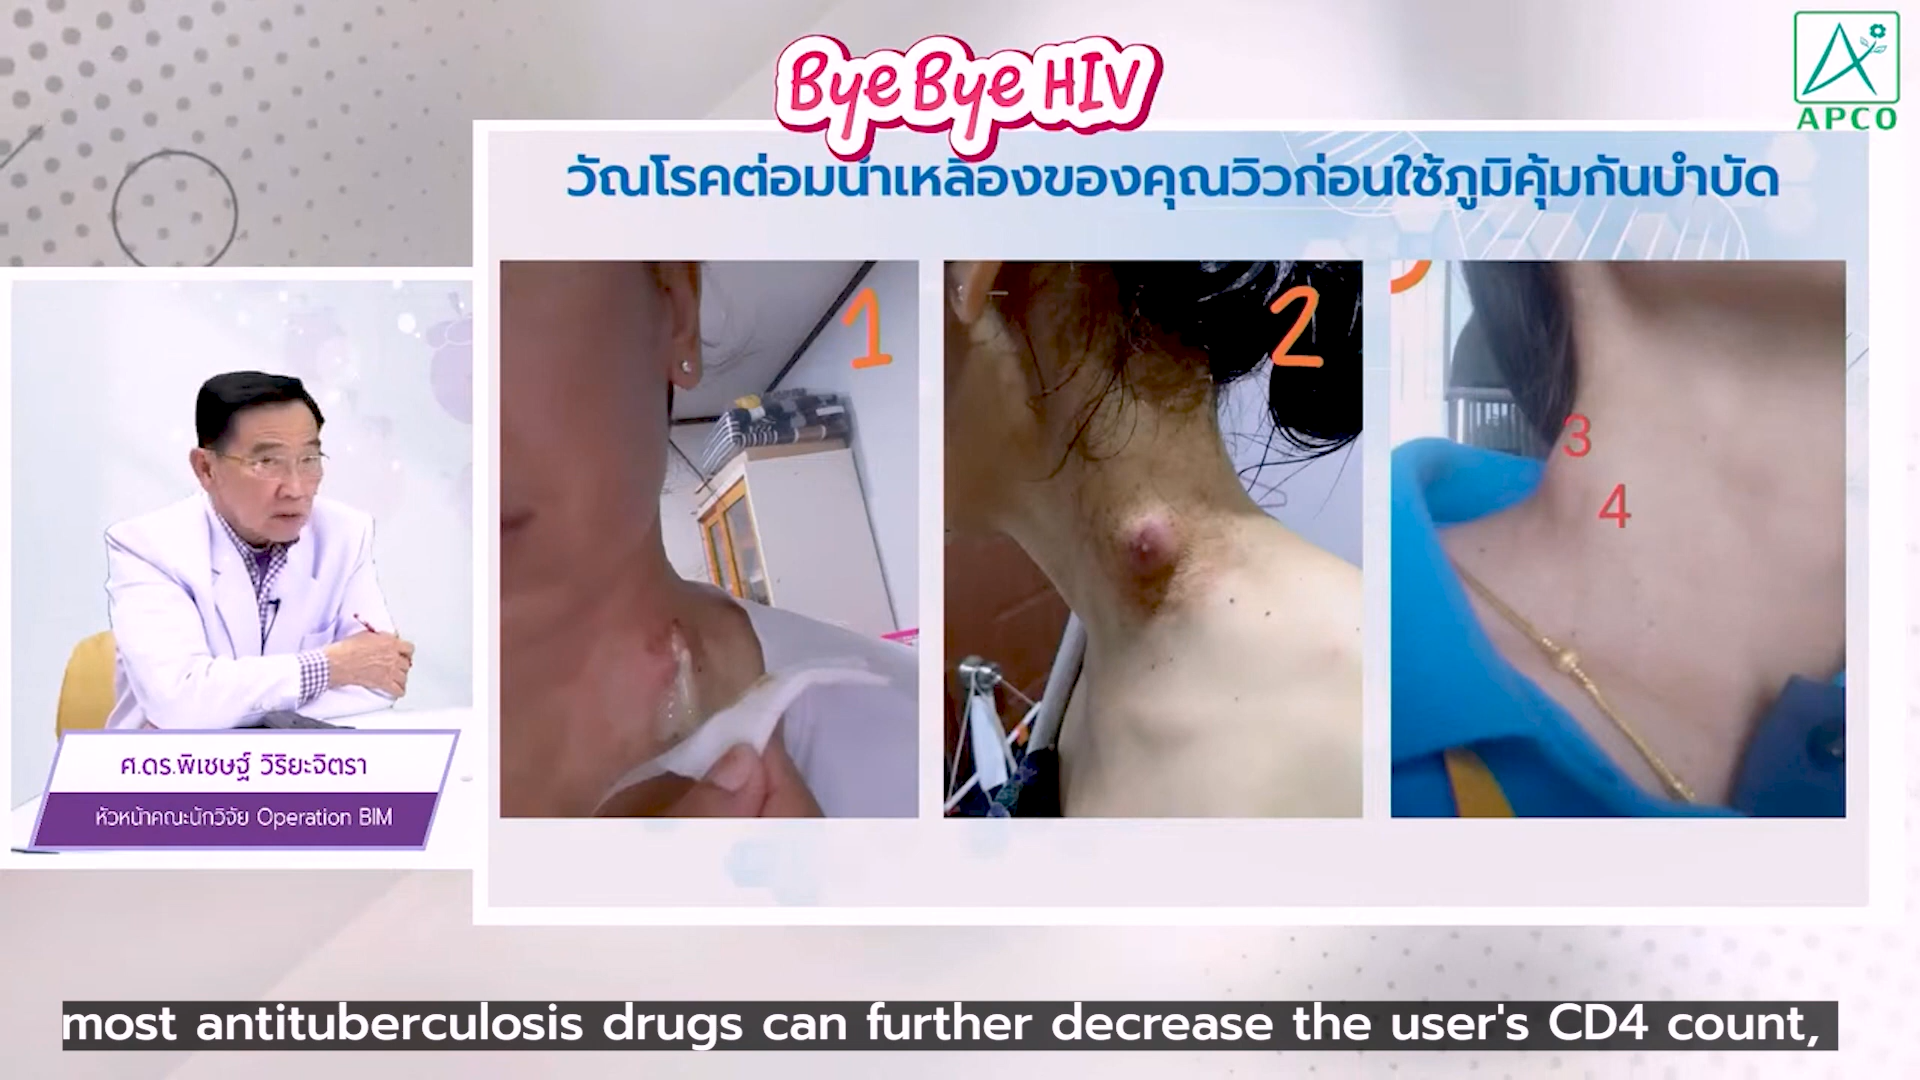 Bye Bye HIV
APCO
วัณโรคต่อมน้ำเหลืองของคุณวิวก่อนใช้ภูมิคุ้มกันบำบัด
1
2
3
4
ศ.ดร.พิเชษฐ์ วิริยะจิตรา
หัวหน้าคณะนักวิจัย Operation BIM
most antituberculosis drugs can further decrease the user's CD4 count,